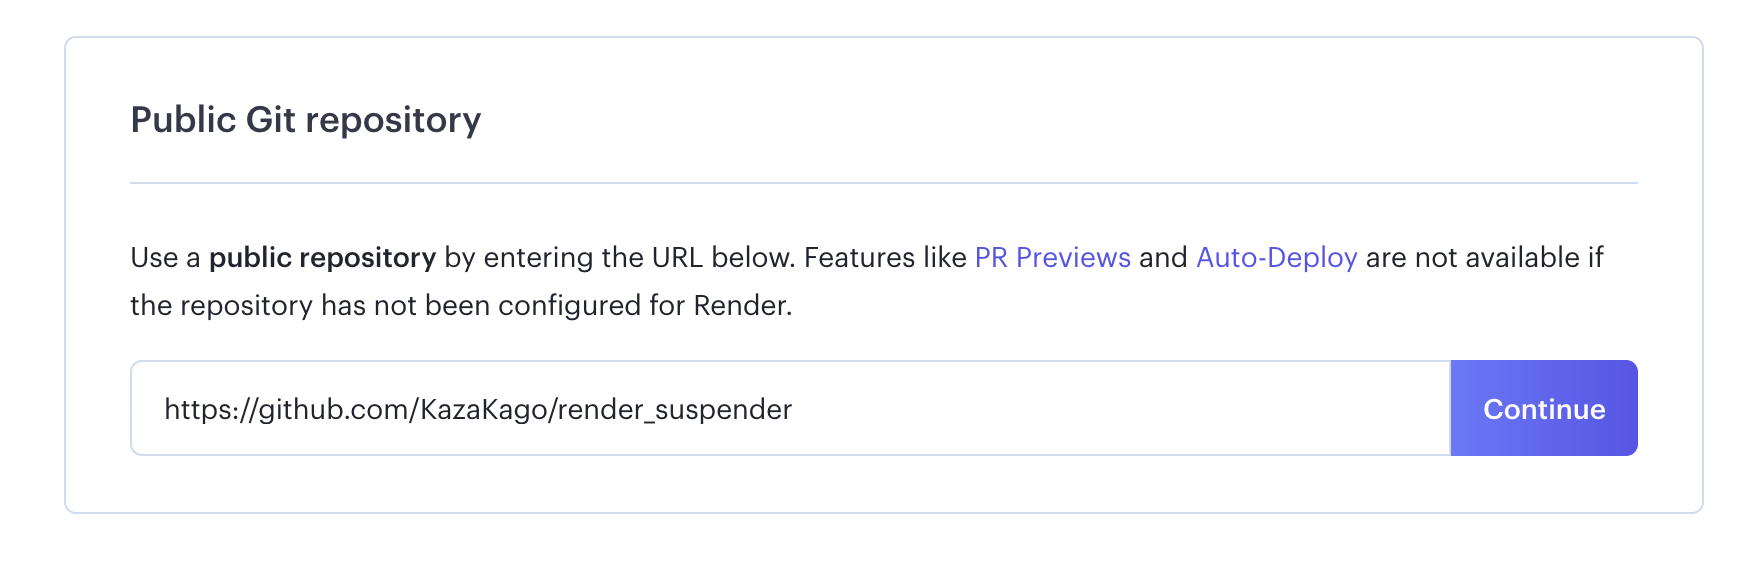 Public Git repository
Use a public repository by entering the URL below. Features like PR Previews and Auto-Deploy are not available if
the repository has not been configured for Render.
https://github.com/KazaKago/render_suspender
Continue